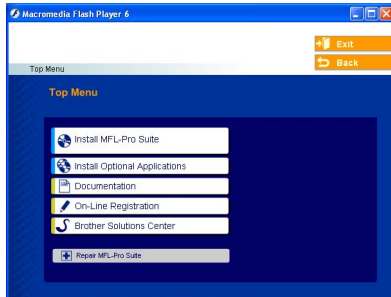 Macromedia Flash Player 6
Exit
Back
Top Menu
Top Menu
Install MFL-Pro Suite
Install Optional Applications
Documentation
On-Line Registration
Brother Solutions Center
Repair MFL-Pro Suite